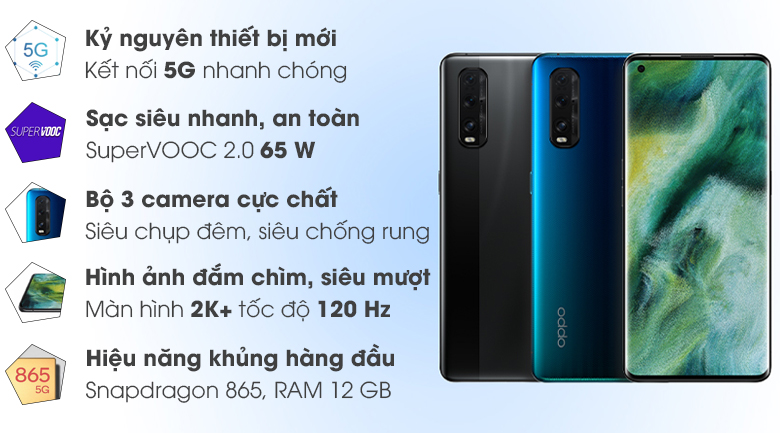 5G
Kỷ nguyên thiết bị mới
Kết nối 5G nhanh chóng
SUPERVOOC
Sạc siêu nhanh, an toàn
SuperVOOC 2.0 65 W
Bộ 3 camera cực chất
Siêu chụp đêm, siêu chống rung
Hình ảnh đắm chìm, siêu mượt
Màn hình 2K+ tốc độ 120 Hz
865
5G
Hiệu năng khủng hàng đầu
Snapdragon 865, RAM 12 GB
oppo